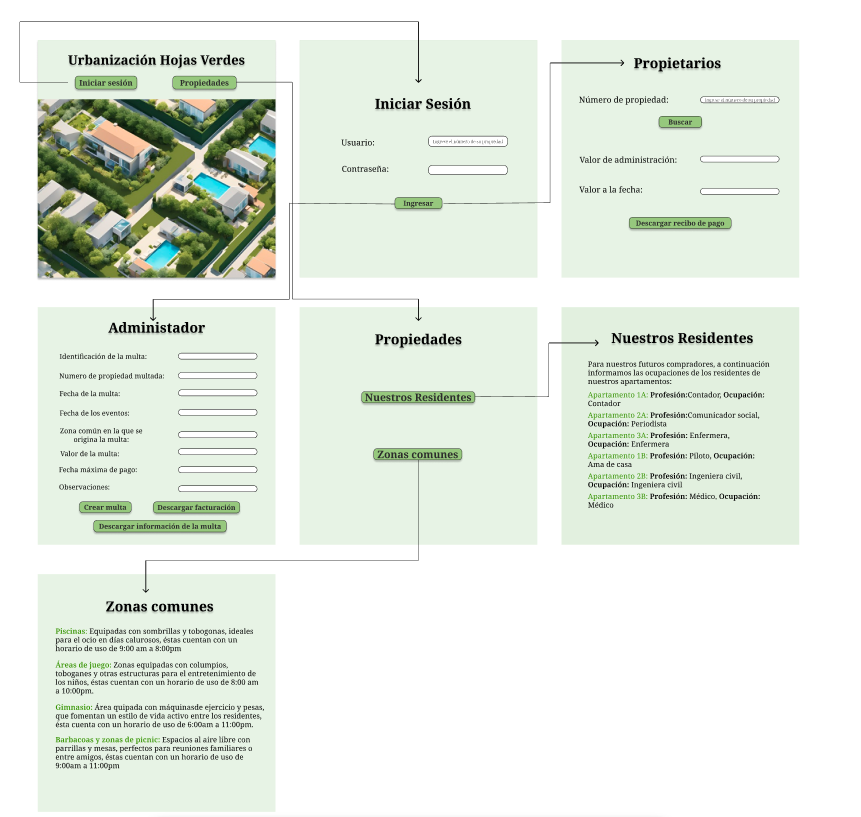 Urbanización Hojas Verdes
Iniciar sesión
Propiedades
Iniciar Sesión
Usuario:
Ingrese el número de su propiedad
Contraseña:
Ingresar
Propietarios
Número de propiedad:
Ingrese el número de su propiedad
Buscar
Valor de administración:
Valor a la fecha:
Descargar recibo de pago
Administador
Identificación de la multa:
Numero de propiedad multada:
Fecha de la multa:
Fecha de los eventos:
Zona común en la que se
origina la multa:
Valor de la multa:
Fecha máxima de pago:
Observaciones:
Crear multa
Descargar facturación
Descargar información de la multa
Propiedades
Nuestros Residentes
Zonas comunes
Nuestros Residentes
Para nuestros futuros compradores, a continuación
informamos las ocupaciones de los residentes de
nuestros apartamentos:
Apartamento 1A: Profesión:Contador, Ocupación:
Contador
Apartamento 2A: Profesión:Comunicador social,
Ocupación: Periodista
Apartamento 3A: Profesión: Enfermera,
Ocupación: Enfermera
Apartamento 1B: Profesión: Piloto, Ocupación:
Ama de casa
Apartamento 2B: Profesión: Ingeniera civil,
Ocupación: Ingeniera civil
Apartamento 3B: Profesión: Médico, Ocupación:
Médico
Zonas comunes
Piscinas: Equipadas con sombrillas y tobogonas, ideales
para el ocio en días calurosos, éstas cuentan con un
horario de uso de 9:00 am a 8:00pm
Áreas de juego: Zonas equipadas con columpios,
toboganes y otras estructuras para el entretenimiento de
los niños, éstas cuentan con un horario de uso de 8:00 am
a 10:00pm.
Gimnasio: Área quipada con máquinasde ejercicio y pesas,
que fomentan un estilo de vida activo entre los residentes,
ésta cuenta con un horario de uso de 6:00am a 11:00pm.
Barbacoas y zonas de picnic: Espacios al aire libre con
parrillas y mesas, perfectos para reuniones familiares o
entre amigos, éstas cuentan con un horario de uso de
9:00am a 11:00pm